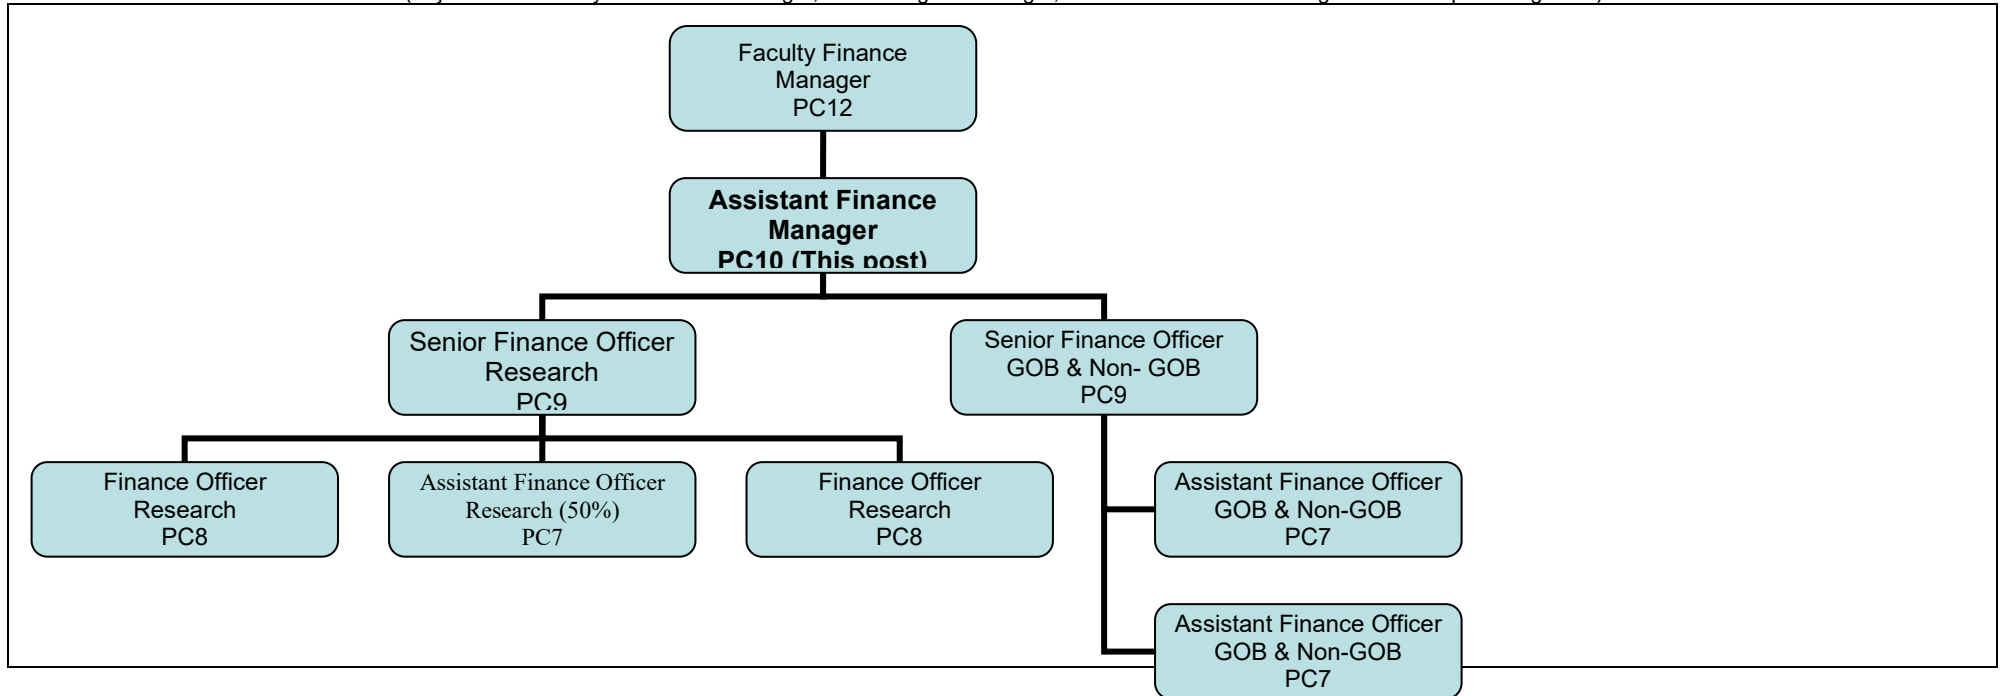 Faculty Finance
Manager
PC12
Assistant Finance
Manager
PC10 (This post)
Senior Finance Officer
Research
PC9
Senior Finance Officer
GOB & Non- GOB
PC9
Finance Officer
Research
PC8
Assistant Finance Officer
Research (50%)
PC7
Finance Officer
Research
PC8
Assistant Finance Officer
GOB & Non-GOB
PC7
Assistant Finance Officer
GOB & Non-GOB
PC7